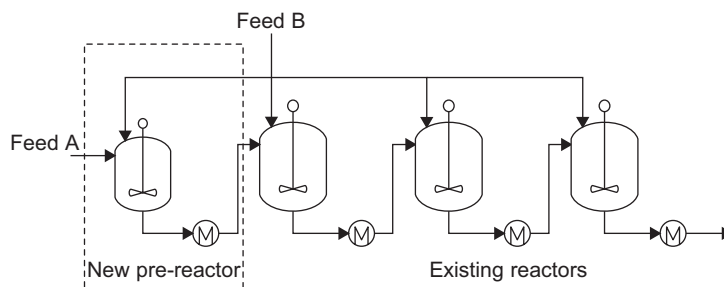 Feed B
Feed A
M
M
M
M
New pre-reactor
Existing reactors